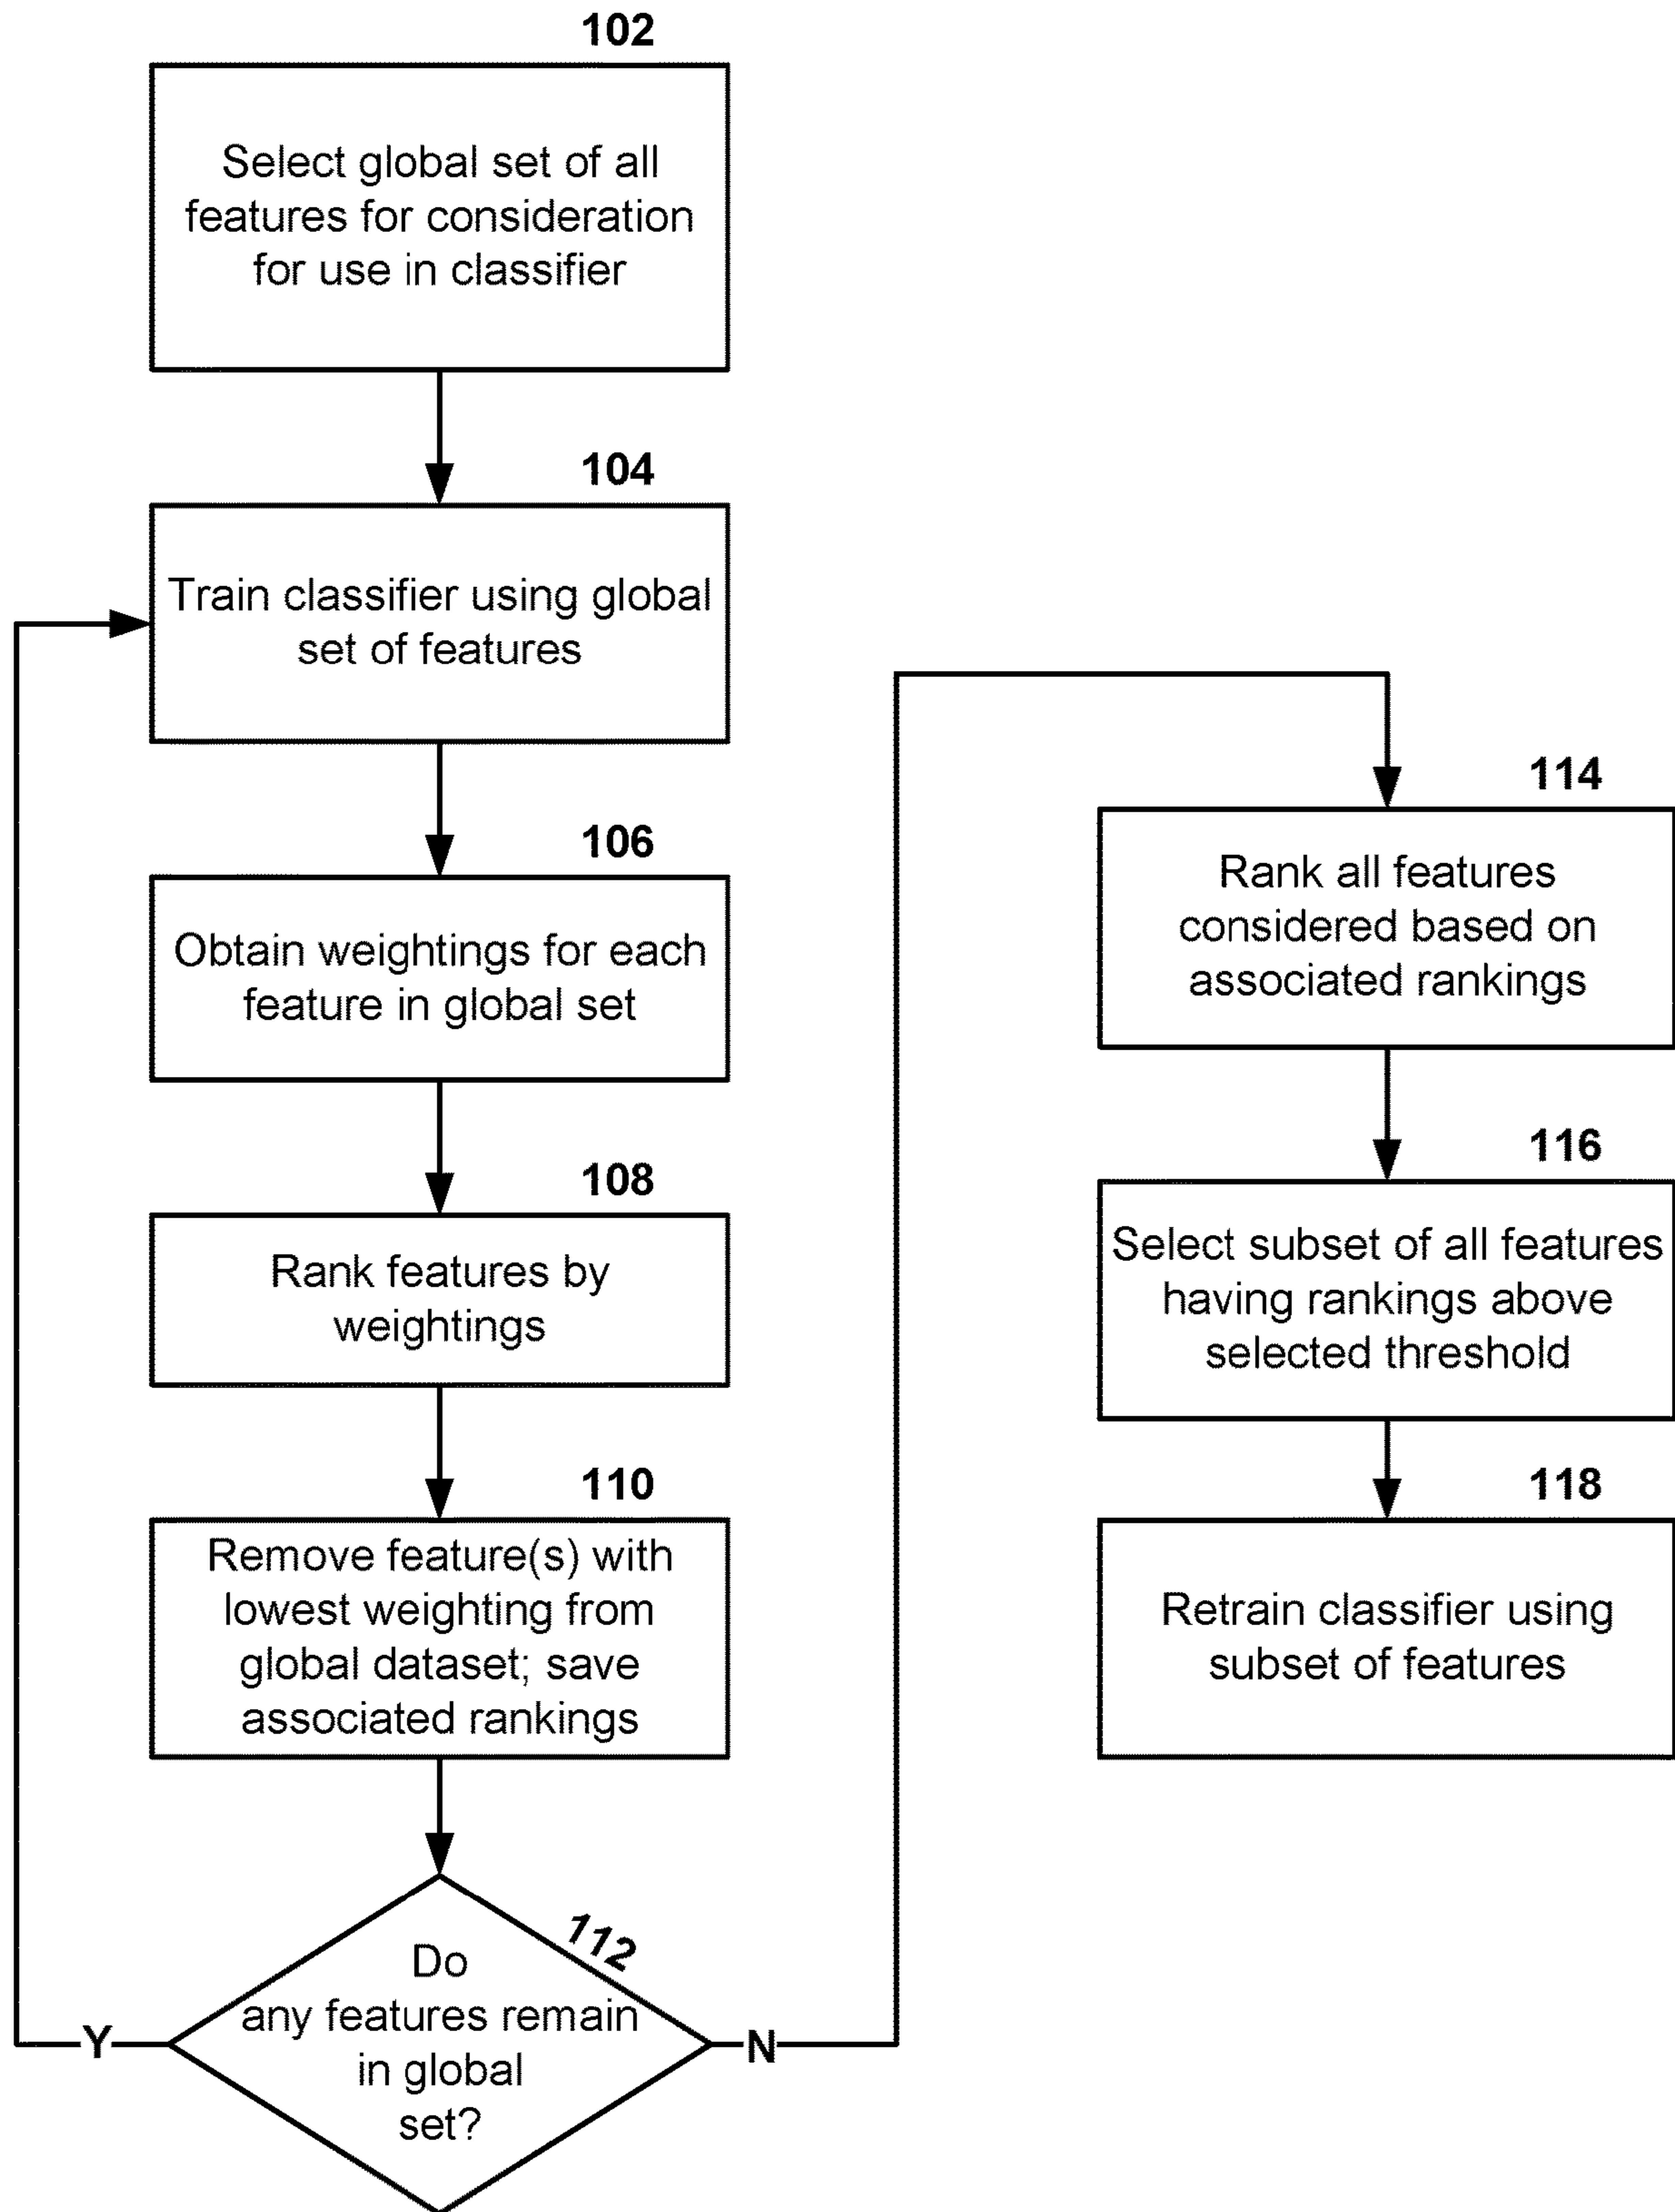 102
Select global set of all
features for consideration
for use in classifier
104
Train classifier using global
set of features
106
Obtain weightings for each
feature in global set
108
Rank features by
weightings
110
Remove feature(s) with
lowest weighting from
global dataset; save
associated rankings
112
Do
any features remain
in global
set?
Y
N
114
Rank all features
considered based on
associated rankings
116
Select subset of all features
having rankings above
selected threshold
118
Retrain classifier using
subset of features